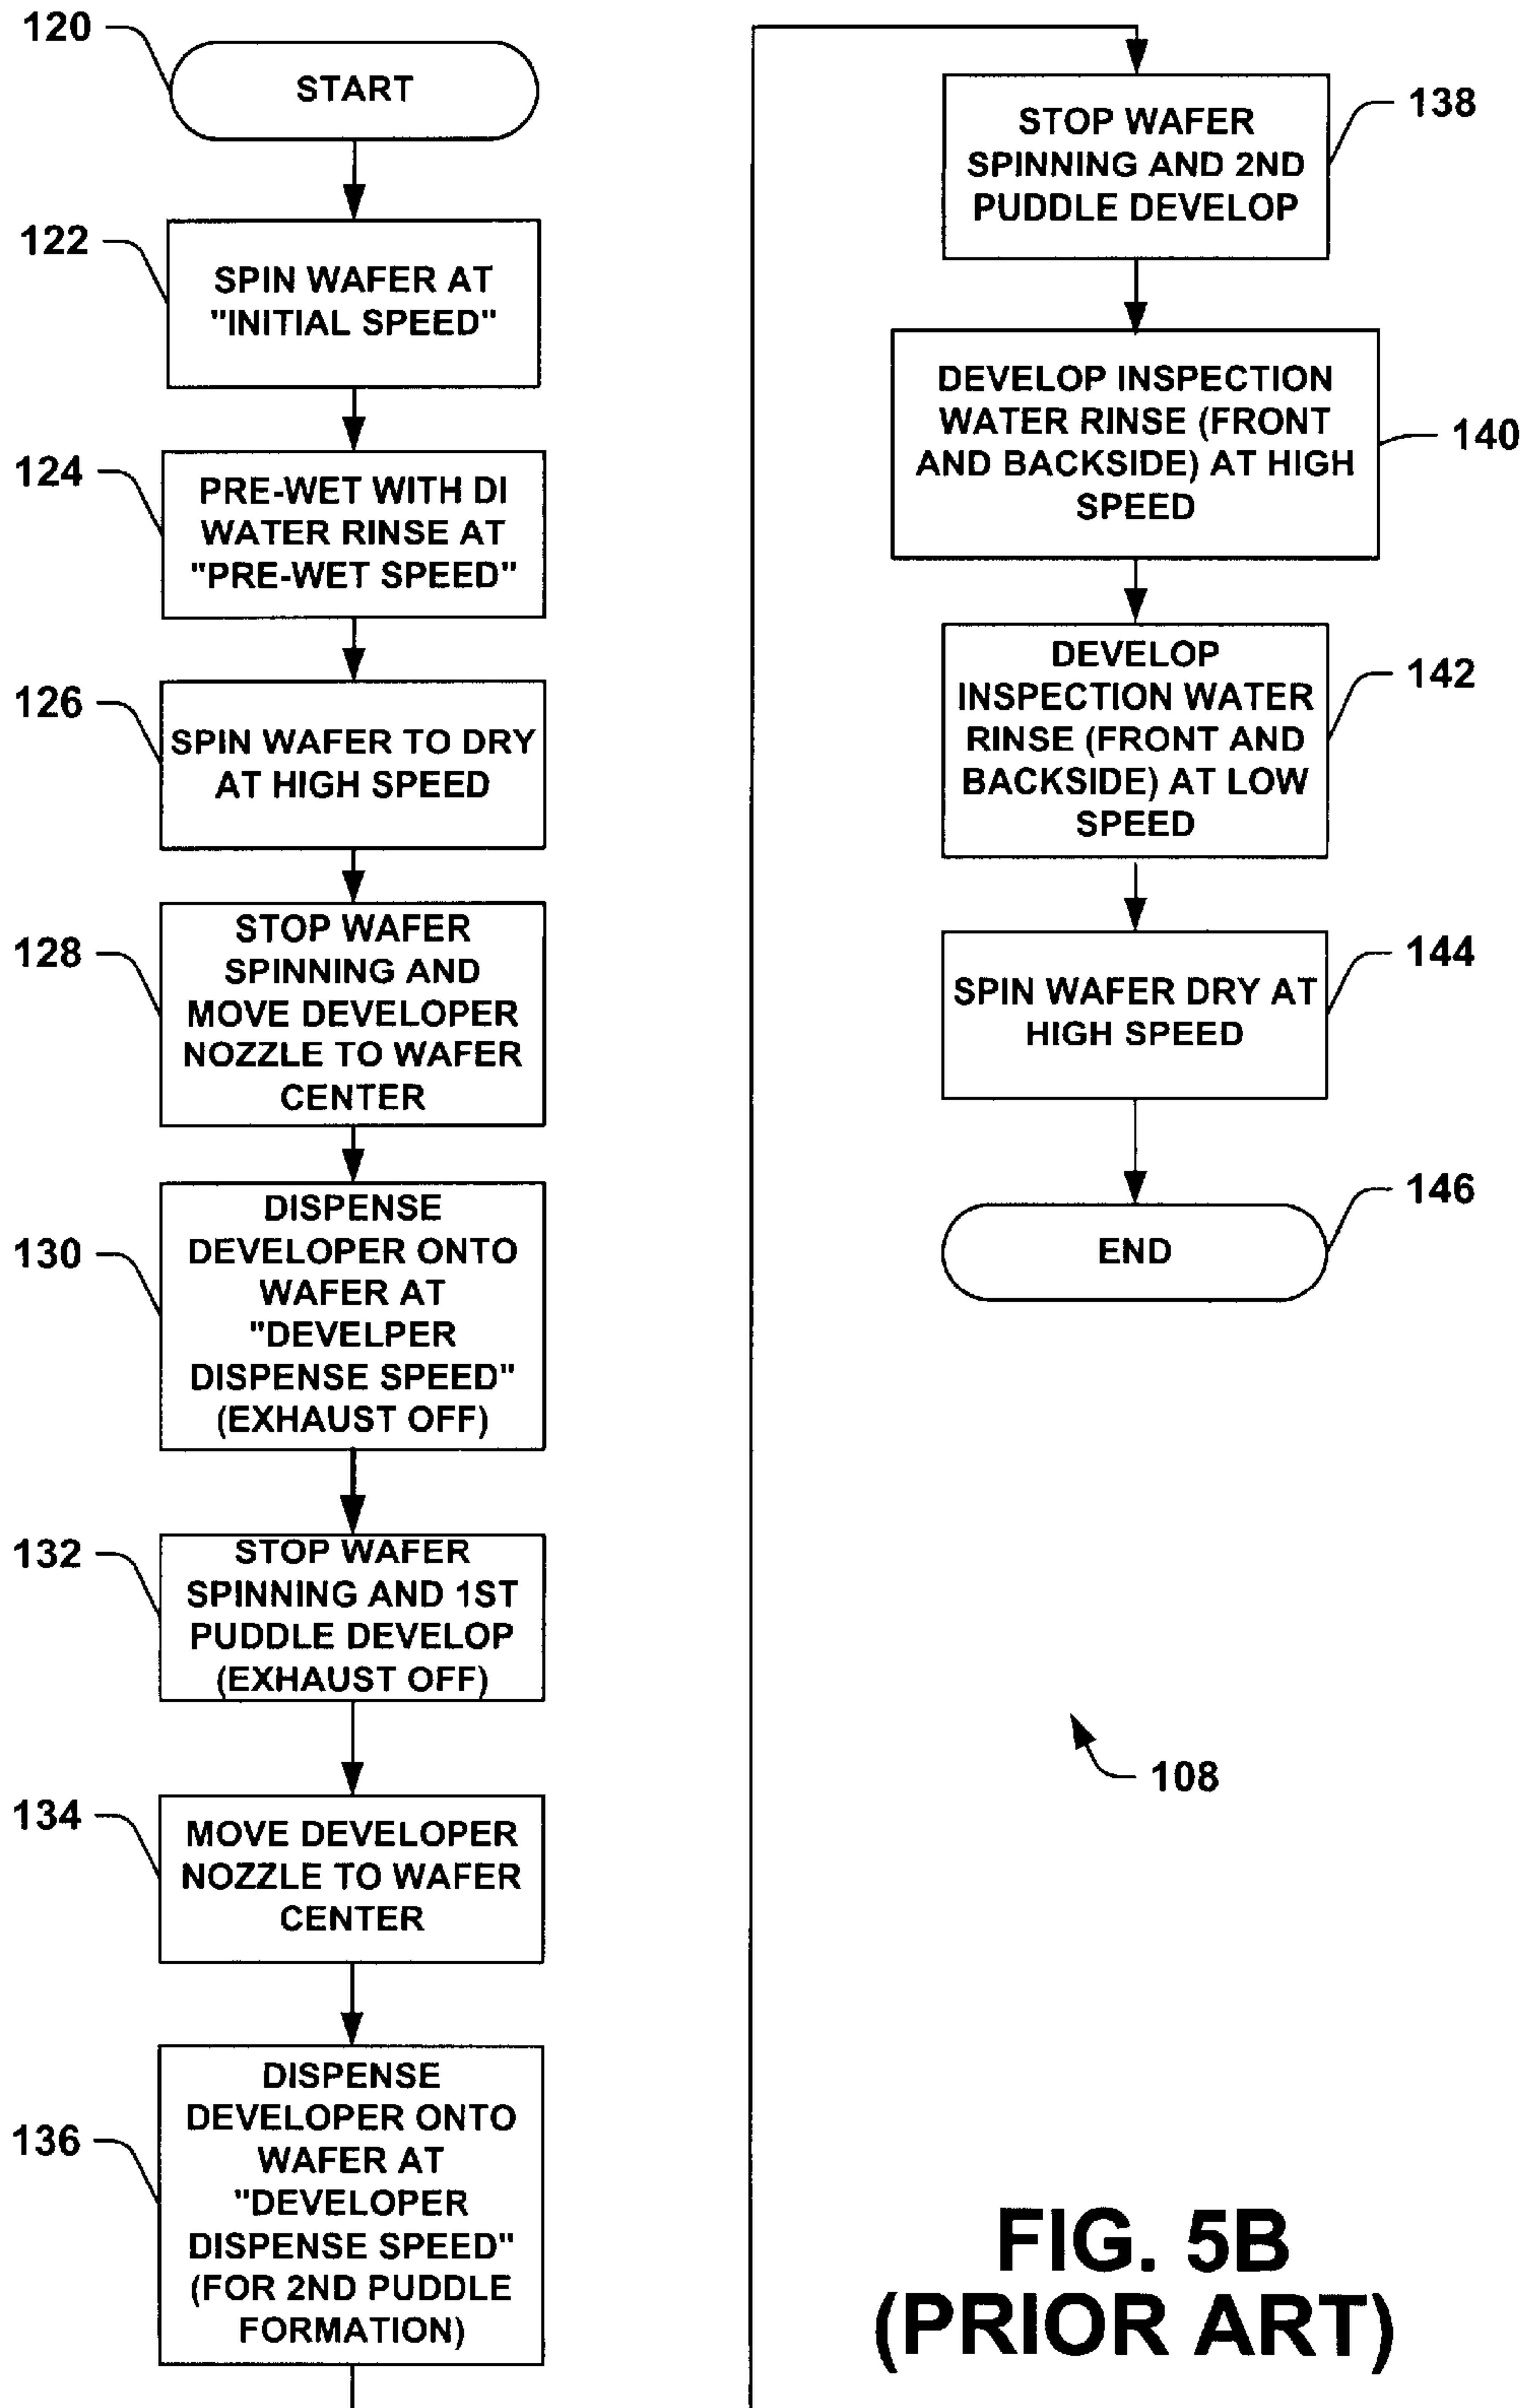 120
START
122
SPIN WAFER AT
"INITIAL SPEED"
124
PRE-WET WITH DI
WATER RINSE AT
"PRE-WET SPEED"
126
SPIN WAFER TO DRY
AT HIGH SPEED
128
STOP WAFER
SPINNING AND
MOVE DEVELOPER
NOZZLE TO WAFER
CENTER
130
DISPENSE
DEVELOPER ONTO
WAFER AT
"DEVELPER
DISPENSE SPEED"
(EXHAUST OFF)
132
STOP WAFER
SPINNING AND 1ST
PUDDLE DEVELOP
(EXHAUST OFF)
134
MOVE DEVELOPER
NOZZLE TO WAFER
CENTER
136
DISPENSE
DEVELOPER ONTO
WAFER AT
"DEVELOPER
DISPENSE SPEED"
(FOR 2ND PUDDLE
FORMATION)
138
STOP WAFER
SPINNING AND 2ND
PUDDLE DEVELOP
140
DEVELOP INSPECTION
WATER RINSE (FRONT
AND BACKSIDE) AT HIGH
SPEED
142
DEVELOP
INSPECTION WATER
RINSE (FRONT AND
BACKSIDE) AT LOW
SPEED
144
SPIN WAFER DRY AT
HIGH SPEED
146
END
108
FIG. 5B
(PRIOR ART)